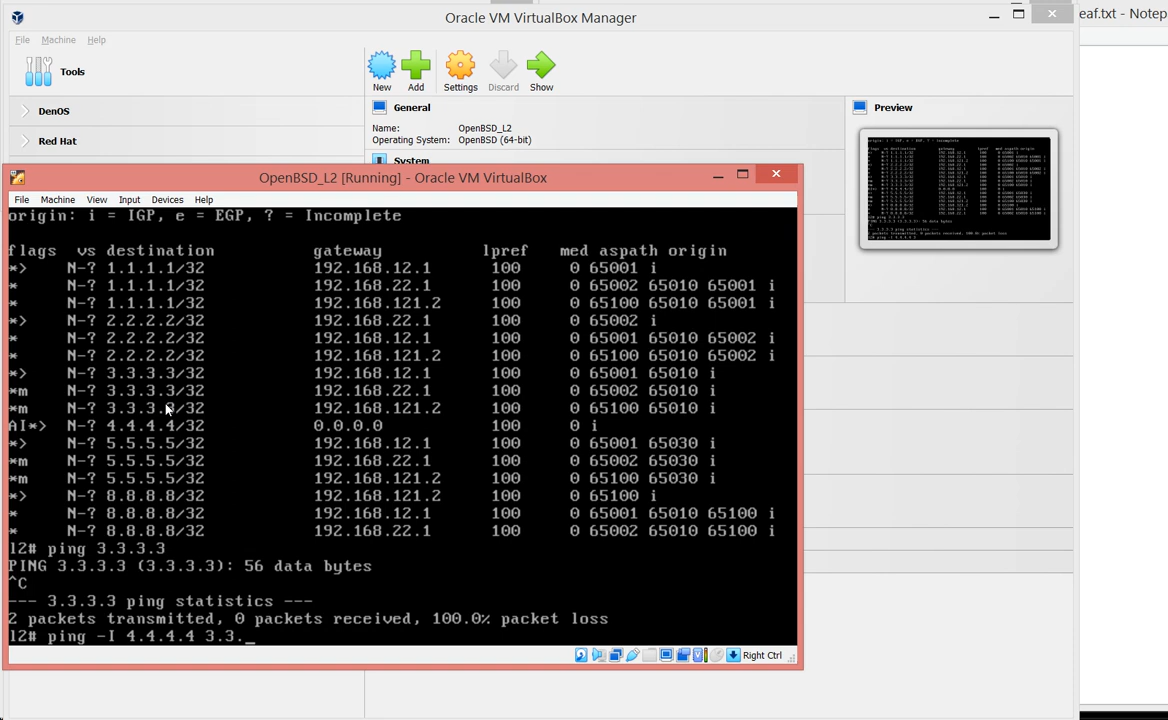 Oracle VM VirtualBox Manager
eaf.txt - Notep
File Machine Help
Tools
New Add Settings Discard Show
DenOS
Red Hat
General
Name: OpenBSD_L2
Operating System: OpenBSD (64-bit)
System
Preview
OpenBSD_L2 [Running] - Oracle VM VirtualBox
File Machine View Input Devices Help
origin: i = IGP, e = EGP, ? = Incomplete
flags vs destination gateway lpref med aspath origin
*> N-? 1.1.1.1/32 192.168.12.1 100 0 65001 i
* N-? 1.1.1.1/32 192.168.22.1 100 0 65002 65010 65001 i
* N-? 1.1.1.1/32 192.168.121.2 100 0 65100 65010 65001 i
*> N-? 2.2.2.2/32 192.168.22.1 100 0 65002 i
* N-? 2.2.2.2/32 192.168.12.1 100 0 65001 65010 65002 i
* N-? 2.2.2.2/32 192.168.121.2 100 0 65100 65010 65002 i
*> N-? 3.3.3.3/32 192.168.12.1 100 0 65001 65010 i
*m N-? 3.3.3.3/32 192.168.22.1 100 0 65002 65010 i
*m N-? 3.3.3.3/32 192.168.121.2 100 0 65100 65010 i
AI*> N-? 4.4.4.4/32 0.0.0.0 100 0 i
*> N-? 5.5.5.5/32 192.168.12.1 100 0 65001 65030 i
*m N-? 5.5.5.5/32 192.168.22.1 100 0 65002 65030 i
*m N-? 5.5.5.5/32 192.168.121.2 100 0 65100 65030 i
*> N-? 8.8.8.8/32 192.168.121.2 100 0 65100 i
* N-? 8.8.8.8/32 192.168.12.1 100 0 65001 65010 65100 i
* N-? 8.8.8.8/32 192.168.22.1 100 0 65002 65010 65100 i
l2# ping 3.3.3.3
PING 3.3.3.3 (3.3.3.3): 56 data bytes
^C
--- 3.3.3.3 ping statistics ---
2 packets transmitted, 0 packets received, 100.0% packet loss
l2# ping -I 4.4.4.4 3.3._
Right Ctrl